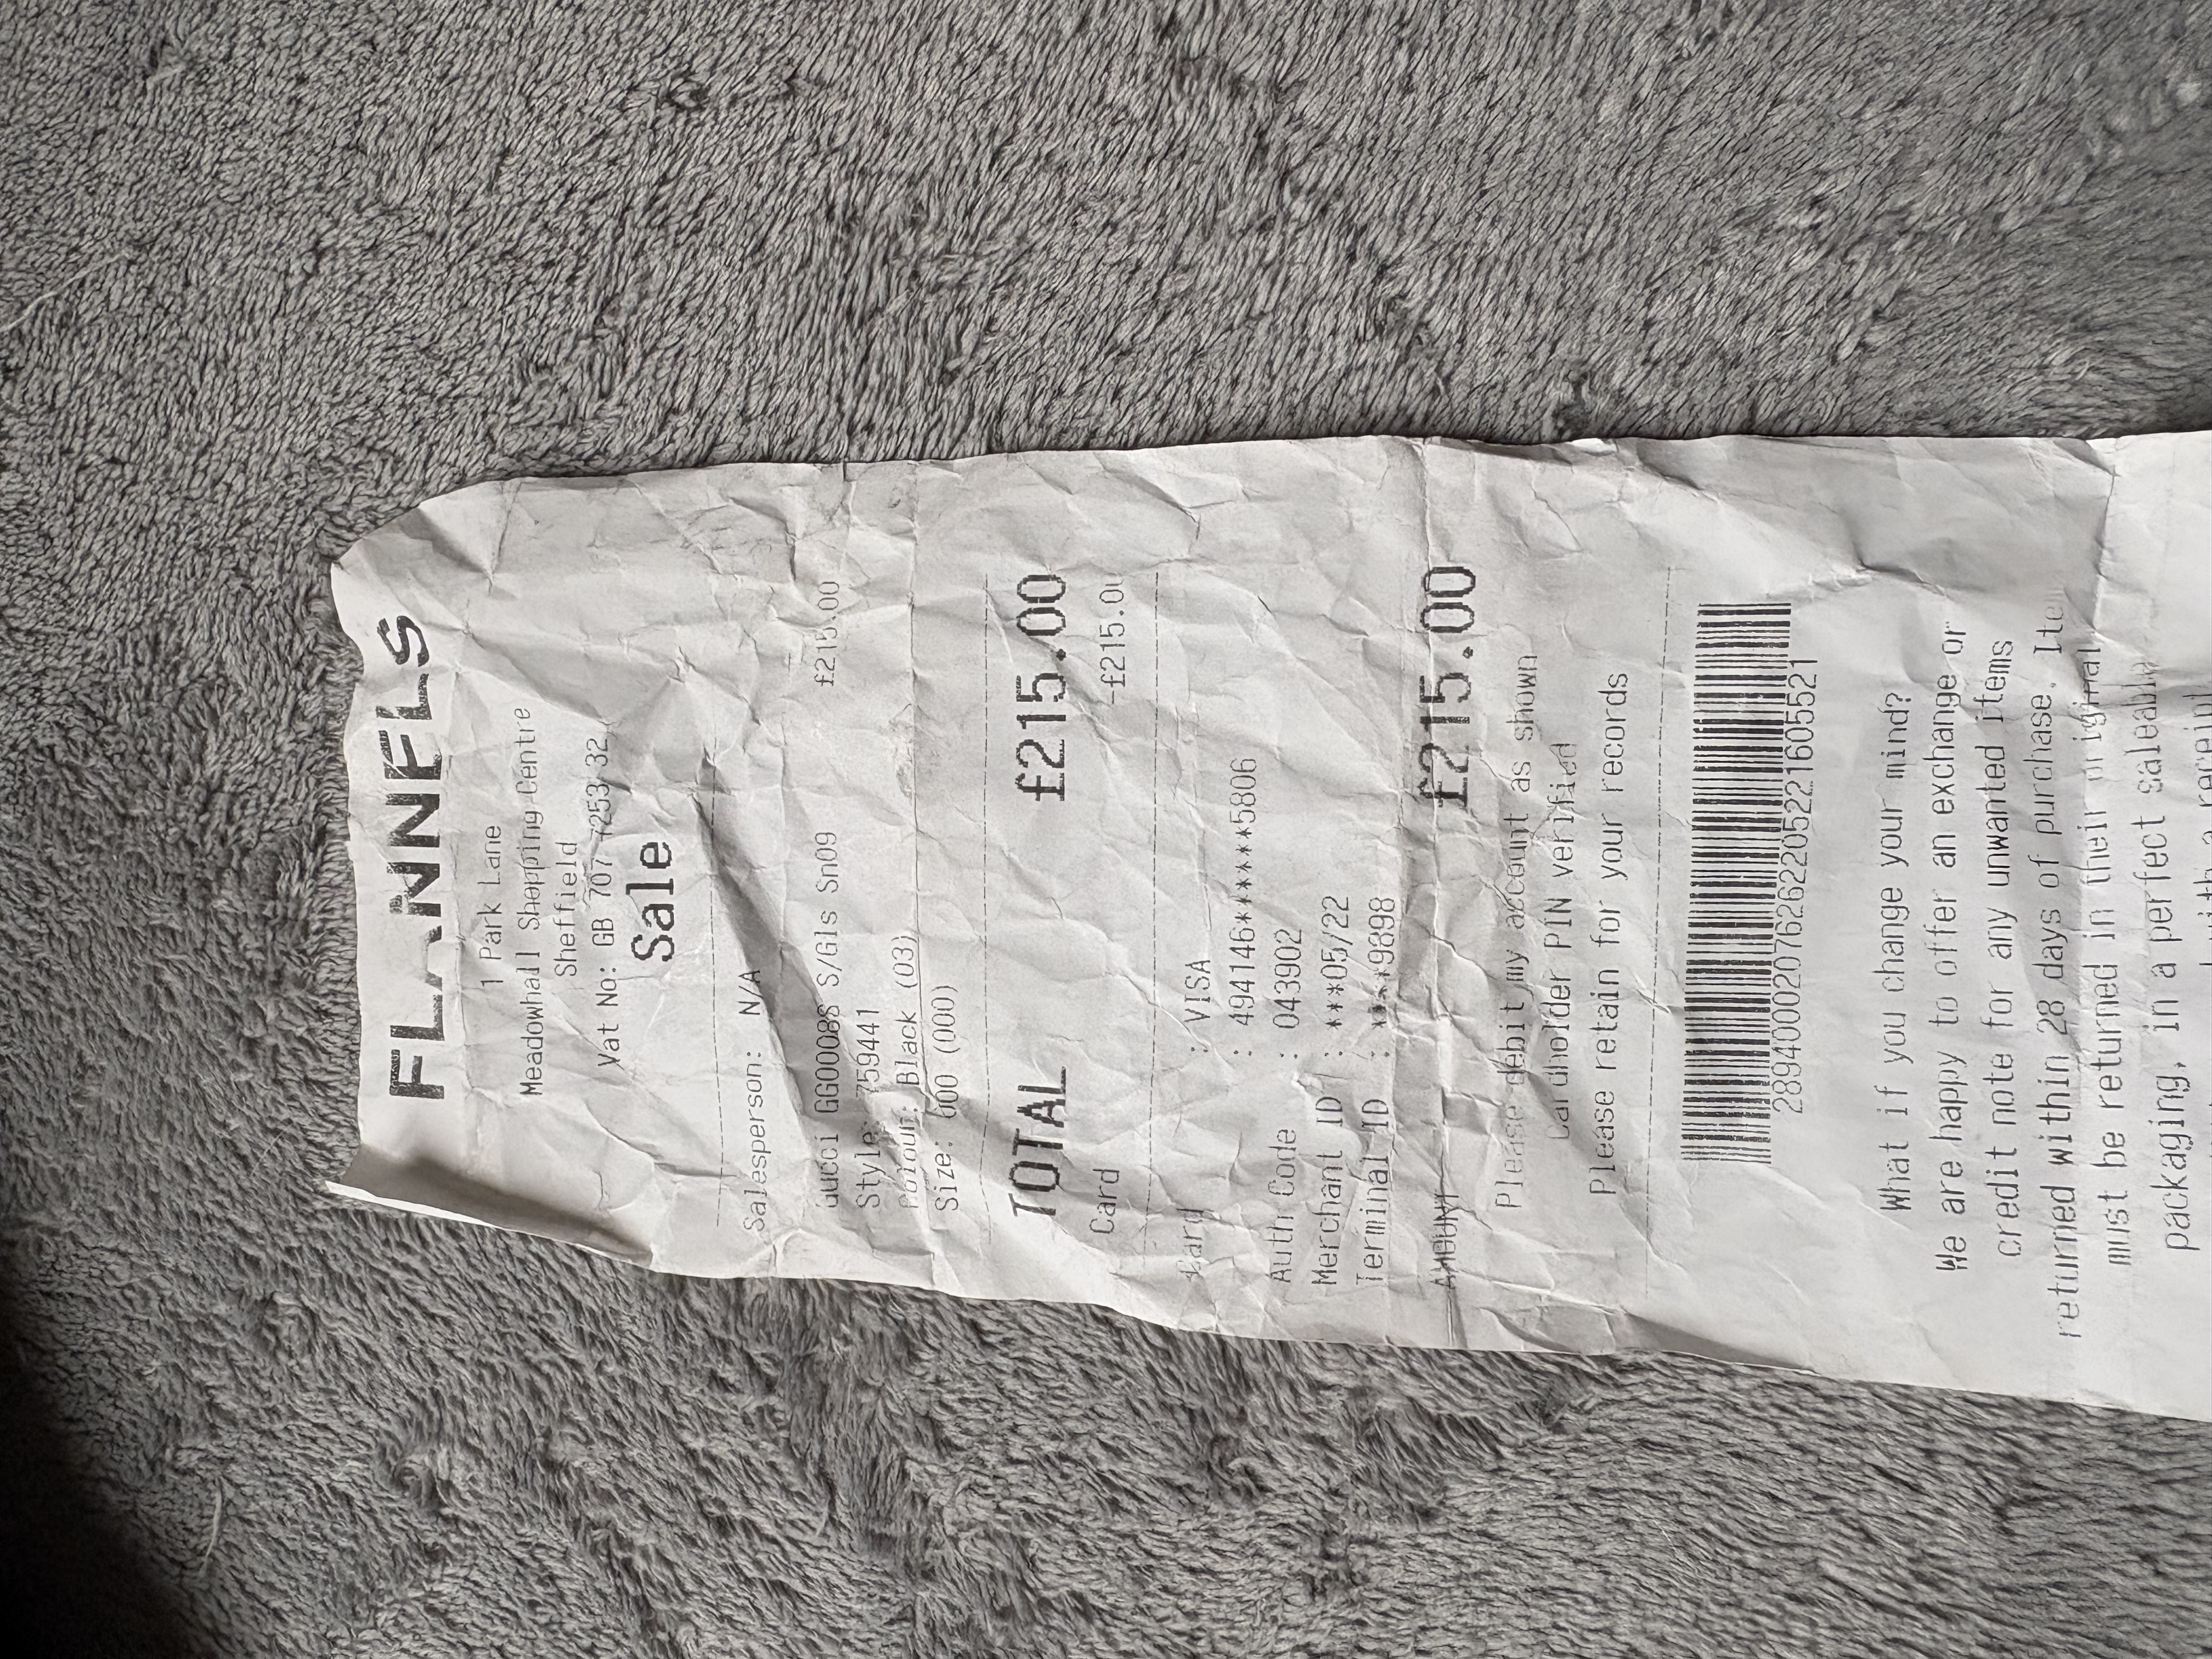 FLANNELS
1 Park Lane
Meadowhall Shopping Centre
Sheffield
Vat No: GB 707 7253 32
Sale
Salesperson: N/A
Gucci GG0008S S/Gls Sn09 £215.00
Style: 759441
Colour: Black (03)
Size: 000 (000)
TOTAL £215.00
Card -£215.00
Card : VISA
: 494146******5806
Auth Code : 043902
Merchant ID : ***05/22
Terminal ID : ****9898
AMOUNT £215.00
Please debit my account as shown
Cardholder PIN verified
Please retain for your records
28940002076262205221605521
What if you change your mind?
We are happy to offer an exchange or
credit note for any unwanted items
returned within 28 days of purchase. Item
must be returned in their original
packaging, in a perfect saleable
with a receipt